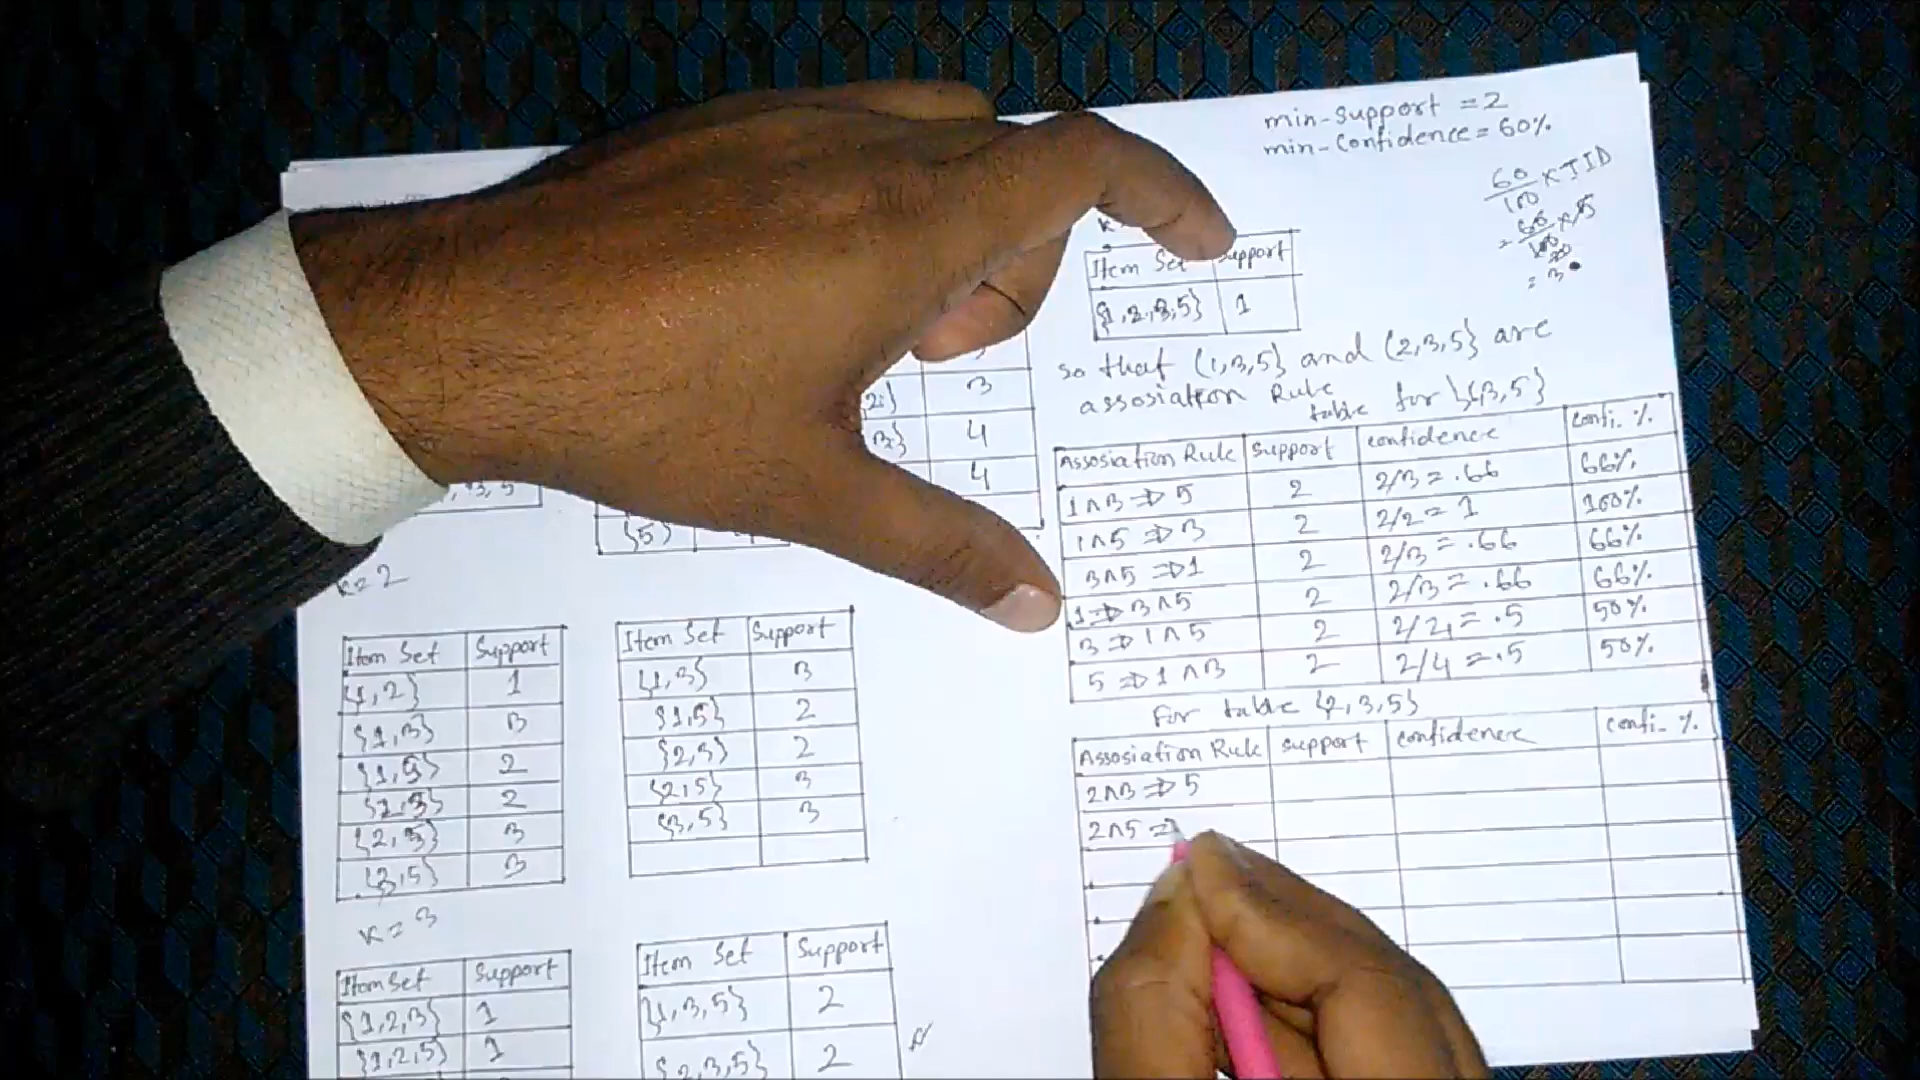 min-support = 2
min-confidence = 60%
60/100 × TID
Item Set
Support
{1,2,3,5}
1
so that {1,3,5} and {2,3,5} are
assosiation Rule
table for {1,3,5}
Assosiation Rule
support
confidence
confi. %
1∧3 => 5
2
2/3 = .66
66%
1∧5 => 3
2
2/2 = 1
100%
3∧5 => 1
2
2/3 = .66
66%
1 => 3∧5
2
2/3 = .66
66%
3 => 1∧5
2
2/4 = .5
50%
5 => 1∧3
2
2/4 = .5
50%
For table {2,3,5}
Assosiation Rule
support
confidence
confi- %
2∧3 => 5
2∧5 =>
3
4
4
{5}
k=2
Item Set
Support
{1,2}
1
{1,3}
3
{1,5}
2
{2,3}
2
{2,5}
3
{3,5}
3
Item Set
Support
{1,3}
3
{1,5}
2
{2,3}
2
{2,5}
3
{3,5}
3
k = 3
Item Set
Support
{1,2,3}
1
{1,2,5}
1
Item Set
Support
{1,3,5}
2
{2,3,5}
2